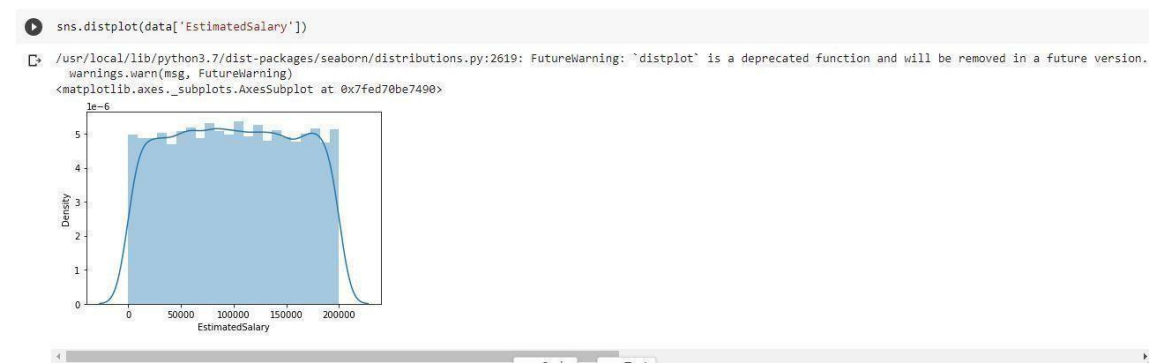 sns.distplot(data['EstimatedSalary'])
/usr/local/lib/python3.7/dist-packages/seaborn/distributions.py:2619: FutureWarning: `distplot` is a deprecated function and will be removed in a future version.
warnings.warn(msg, FutureWarning)
<matplotlib.axes._subplots.AxesSubplot at 0x7fed70be7490>
1e-6
5
4
3
2
1
0
Density
0 50000 100000 150000 200000
EstimatedSalary